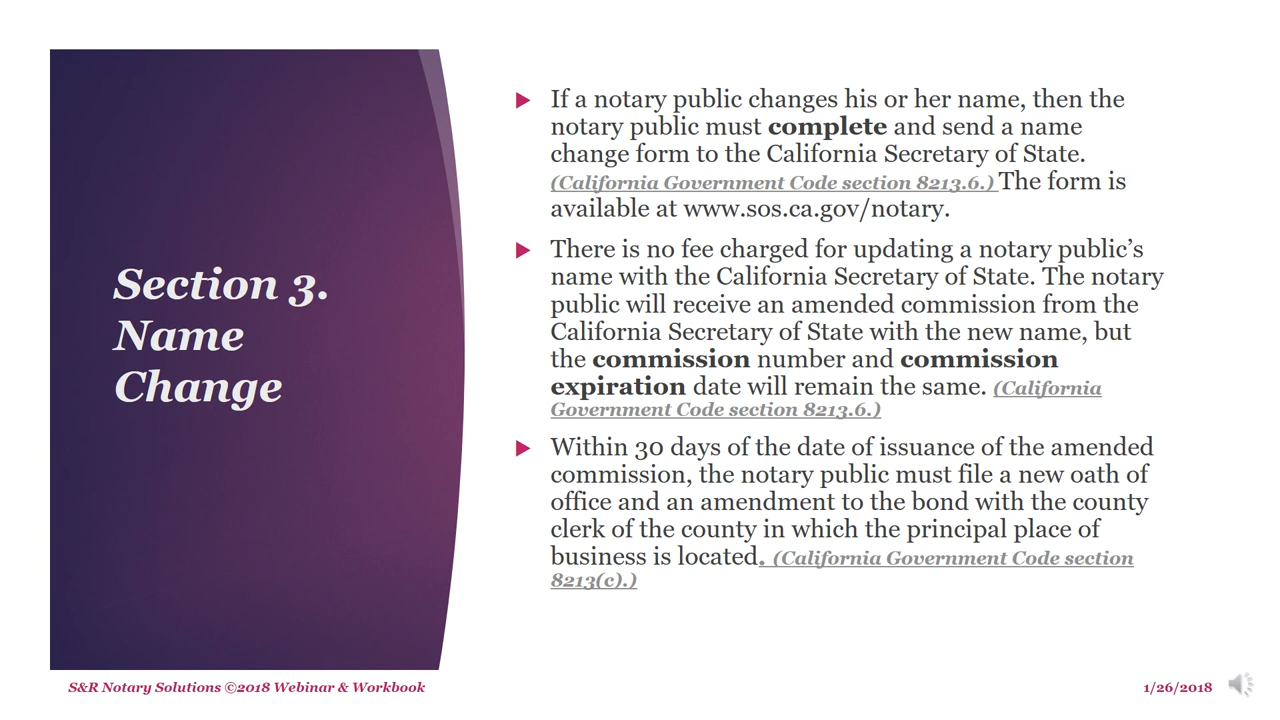 Section 3.
Name
Change
If a notary public changes his or her name, then the
notary public must complete and send a name
change form to the California Secretary of State.
(California Government Code section 8213.6.) The form is
available at www.sos.ca.gov/notary.
There is no fee charged for updating a notary public’s
name with the California Secretary of State. The notary
public will receive an amended commission from the
California Secretary of State with the new name, but
the commission number and commission
expiration date will remain the same. (California
Government Code section 8213.6.)
Within 30 days of the date of issuance of the amended
commission, the notary public must file a new oath of
office and an amendment to the bond with the county
clerk of the county in which the principal place of
business is located. (California Government Code section
8213(c).)
S&R Notary Solutions ©2018 Webinar & Workbook
1/26/2018